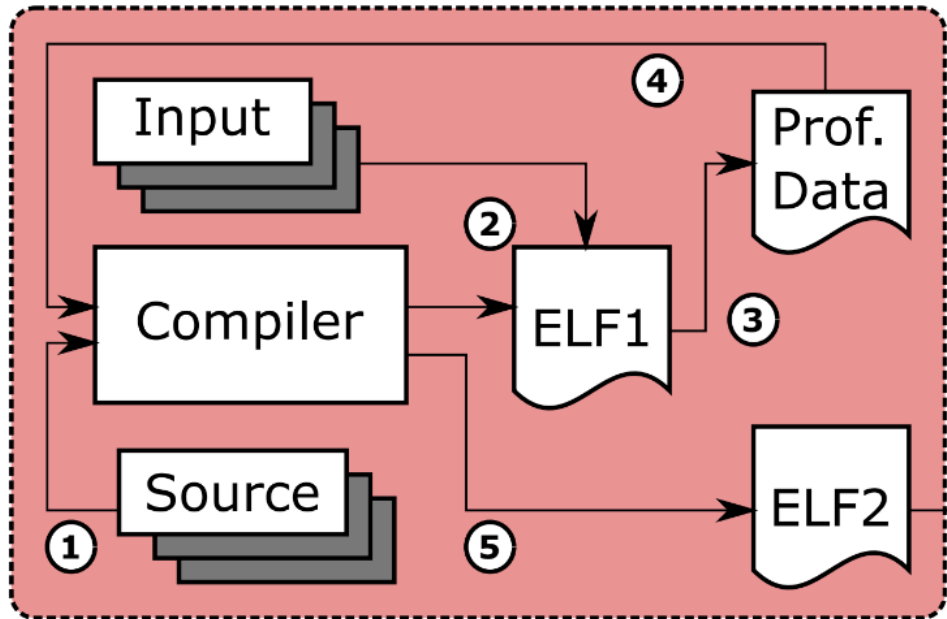 4
Input
Prof.
Data
2
Compiler
ELF1
3
Source
ELF2
1
5